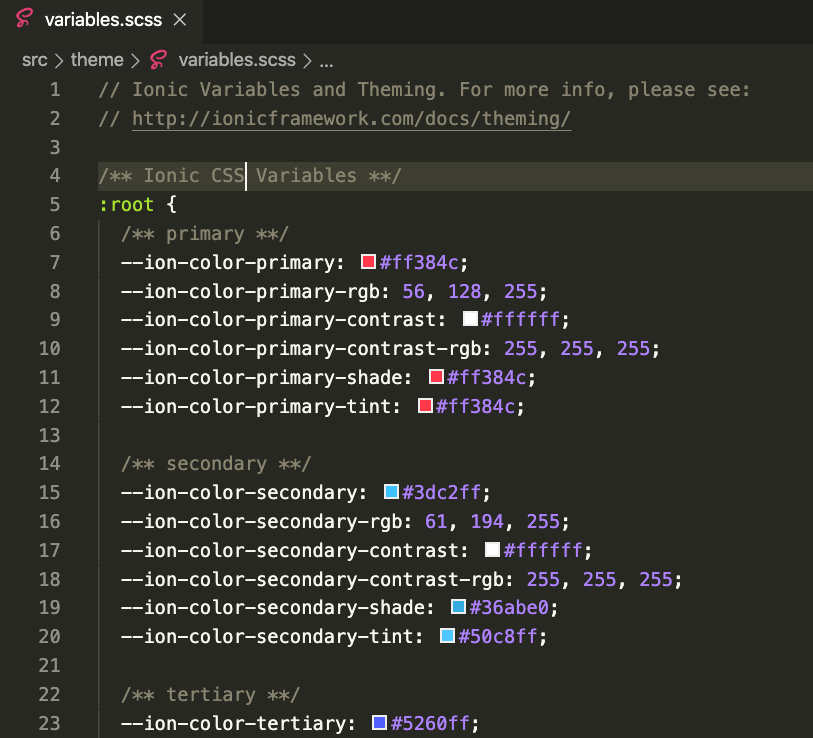 variables.scss ×
src > theme > variables.scss > ...
1 // Ionic Variables and Theming. For more info, please see:
2 // http://ionicframework.com/docs/theming/
3
4 /** Ionic CSS Variables **/
5 :root {
6 /** primary **/
7 --ion-color-primary: #ff384c;
8 --ion-color-primary-rgb: 56, 128, 255;
9 --ion-color-primary-contrast: #ffffff;
10 --ion-color-primary-contrast-rgb: 255, 255, 255;
11 --ion-color-primary-shade: #ff384c;
12 --ion-color-primary-tint: #ff384c;
13
14 /** secondary **/
15 --ion-color-secondary: #3dc2ff;
16 --ion-color-secondary-rgb: 61, 194, 255;
17 --ion-color-secondary-contrast: #ffffff;
18 --ion-color-secondary-contrast-rgb: 255, 255, 255;
19 --ion-color-secondary-shade: #36abe0;
20 --ion-color-secondary-tint: #50c8ff;
21
22 /** tertiary **/
23 --ion-color-tertiary: #5260ff;